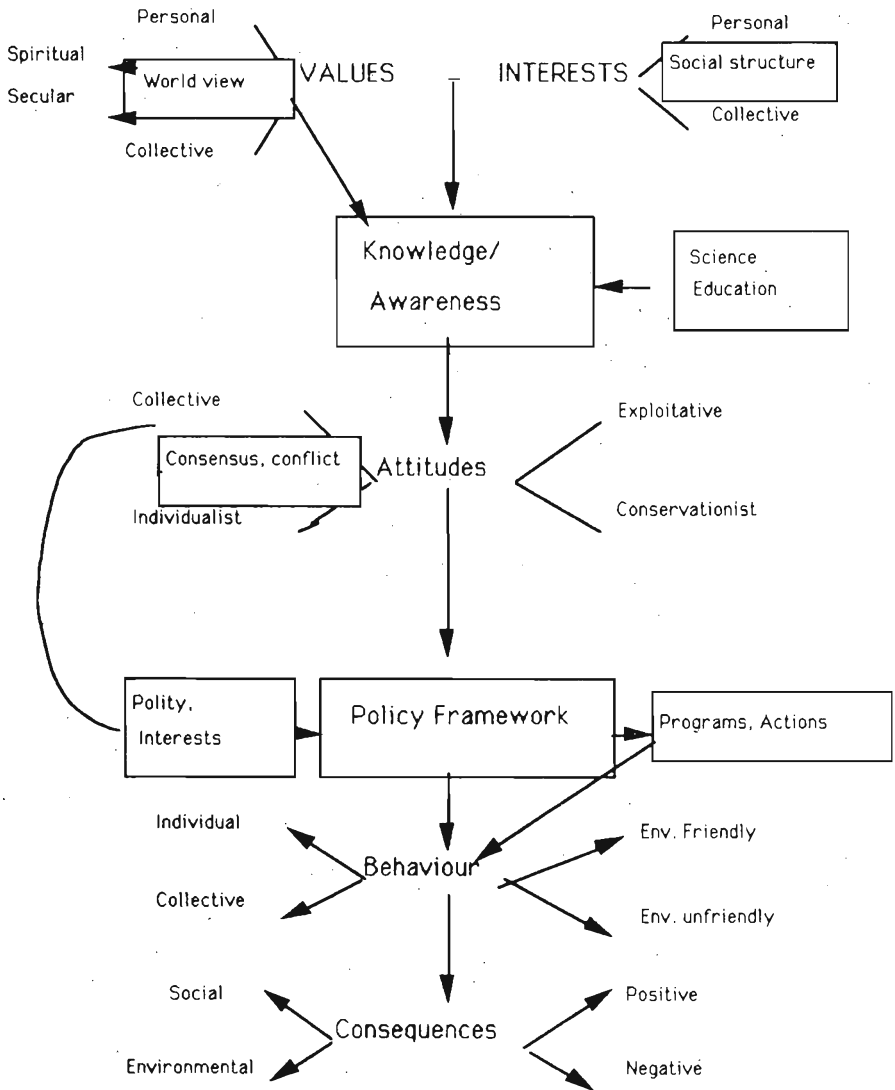 Personal
Personal
Spiritual
World view
VALUES
INTERESTS
Social structure
Secular
Collective
Collective
Knowledge/
Awareness
Science
Education
Collective
Exploitative
Consensus, conflict
Attitudes
Individualist
Conservationist
Polity,
Interests
Policy Framework
Programs, Actions
Individual
Env. Friendly
Behaviour
Collective
Env. unfriendly
Social
Positive
Consequences
Environmental
Negative